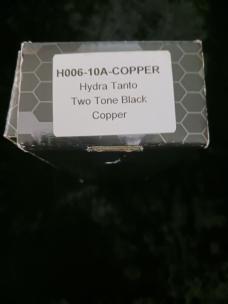 H006-10A-COPPER
Hydra Tanto
Two Tone Black
Copper